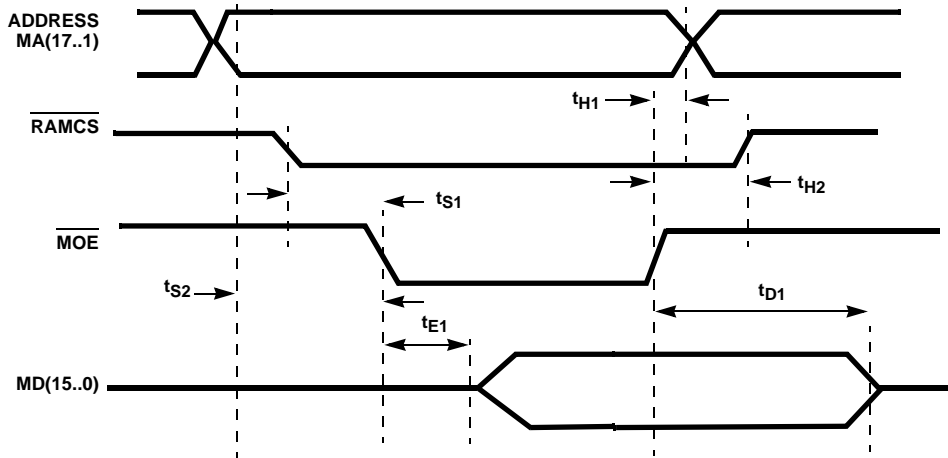 ADDRESS
MA(17..1)
tH1
RAMCS
tH2
tS1
MOE
tS2
tD1
tE1
MD(15..0)